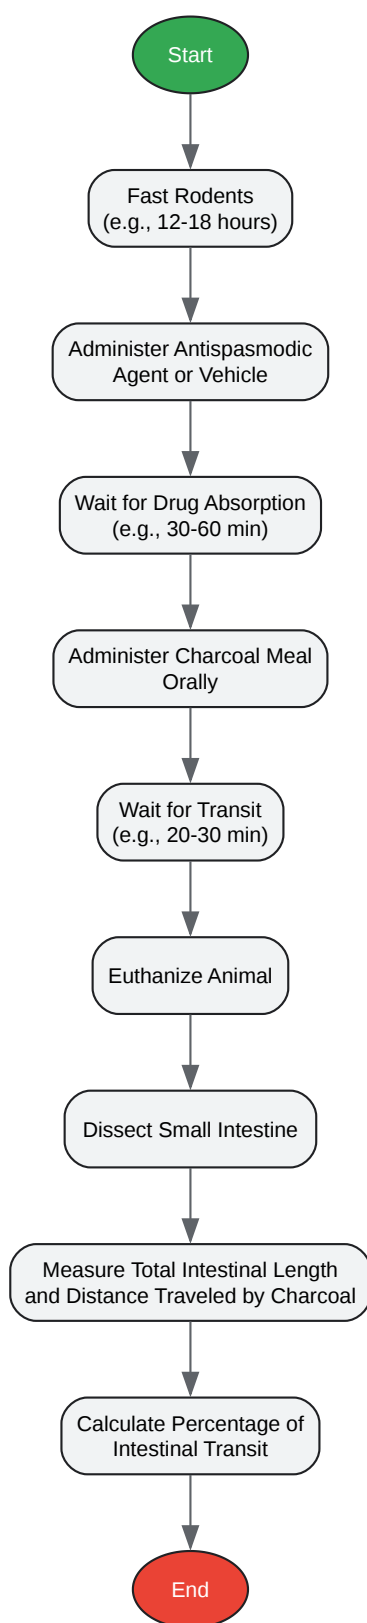 Start
Fast Rodents
(e.g., 12-18 hours)
Administer Antispasmodic
Agent or Vehicle
Wait for Drug Absorption
(e.g., 30-60 min)
Administer Charcoal Meal
Orally
Wait for Transit
(e.g., 20-30 min)
Euthanize Animal
Dissect Small Intestine
Measure Total Intestinal Length
and Distance Traveled by Charcoal
Calculate Percentage of
Intestinal Transit
End